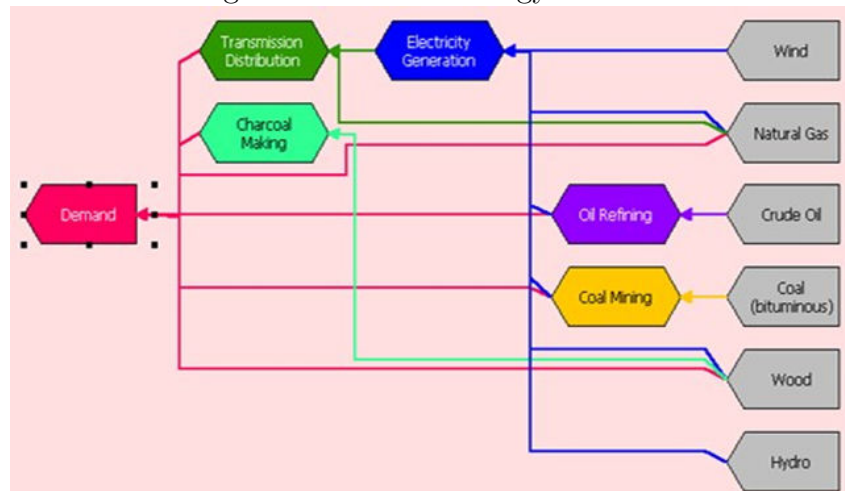 Transmission
Distribution
Electricity
Generation
Wind
Charcoal
Making
Natural Gas
Demand
Oil Refining
Crude Oil
Coal Mining
Coal
(bituminous)
Wood
Hydro